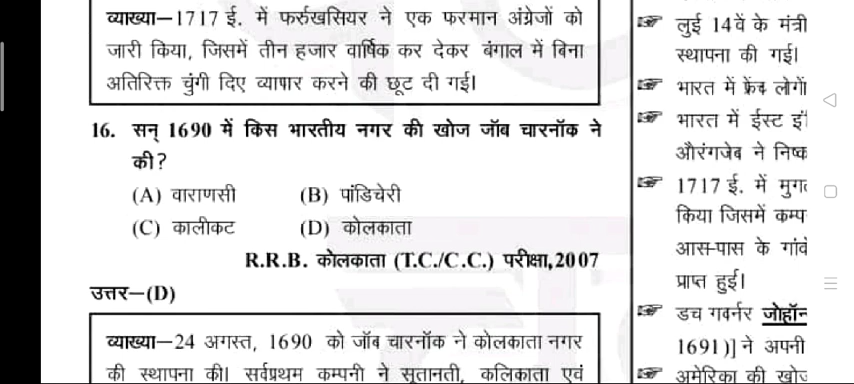 व्याख्या–1717 ई. में फर्रुखसियर ने एक फरमान अंग्रेजों को
जारी किया, जिसमें तीन हजार वार्षिक कर देकर बंगाल में बिना
अतिरिक्त चुंगी दिए व्यापार करने की छूट दी गई।
16. सन् 1690 में किस भारतीय नगर की खोज जॉब चारनॉक ने
की?
(A) वाराणसी (B) पांडिचेरी
(C) कालीकट (D) कोलकाता
R.R.B. कोलकाता (T.C./C.C.) परीक्षा,2007
उत्तर–(D)
व्याख्या–24 अगस्त, 1690 को जॉब चारनॉक ने कोलकाता नगर
की स्थापना की। सर्वप्रथम कम्पनी ने सूतानती, कलिकाता एवं
लुई 14वें के मंत्री
स्थापना की गई।
भारत में फ्रेंच लोगों
भारत में ईस्ट इं
औरंगजेब ने निष्क
1717 ई. में मुग
किया जिसमें कम्प
आस-पास के गांवे
प्राप्त हुई।
डच गवर्नर जोहॉन
1691)] ने अपनी
अमेरिका की खोज